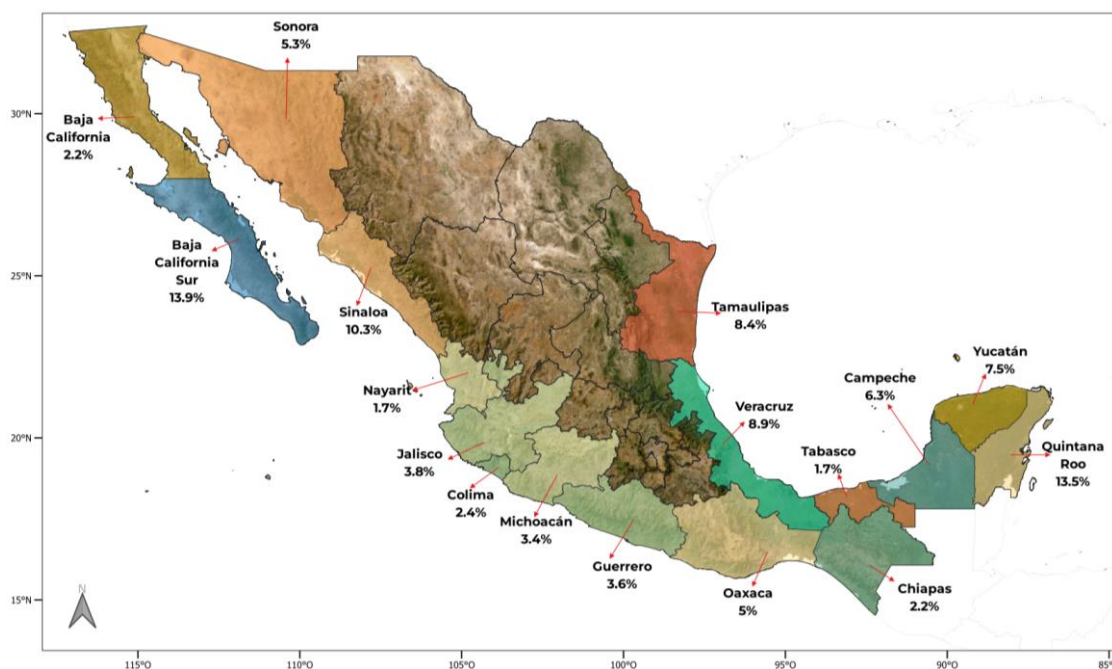 Sonora
5.3%
Baja
California
2.2%
Baja
California
Sur
13.9%
Sinaloa
10.3%
Tamaulipas
8.4%
Nayarit
1.7%
Jalisco
3.8%
Colima
2.4%
Michoacán
3.4%
Guerrero
3.6%
Oaxaca
5%
Veracruz
8.9%
Tabasco
1.7%
Chiapas
2.2%
Campeche
6.3%
Yucatán
7.5%
Quintana
Roo
13.5%
30°N
25°N
20°N
15°N
N
115°O
110°O
105°O
100°O
95°O
90°O